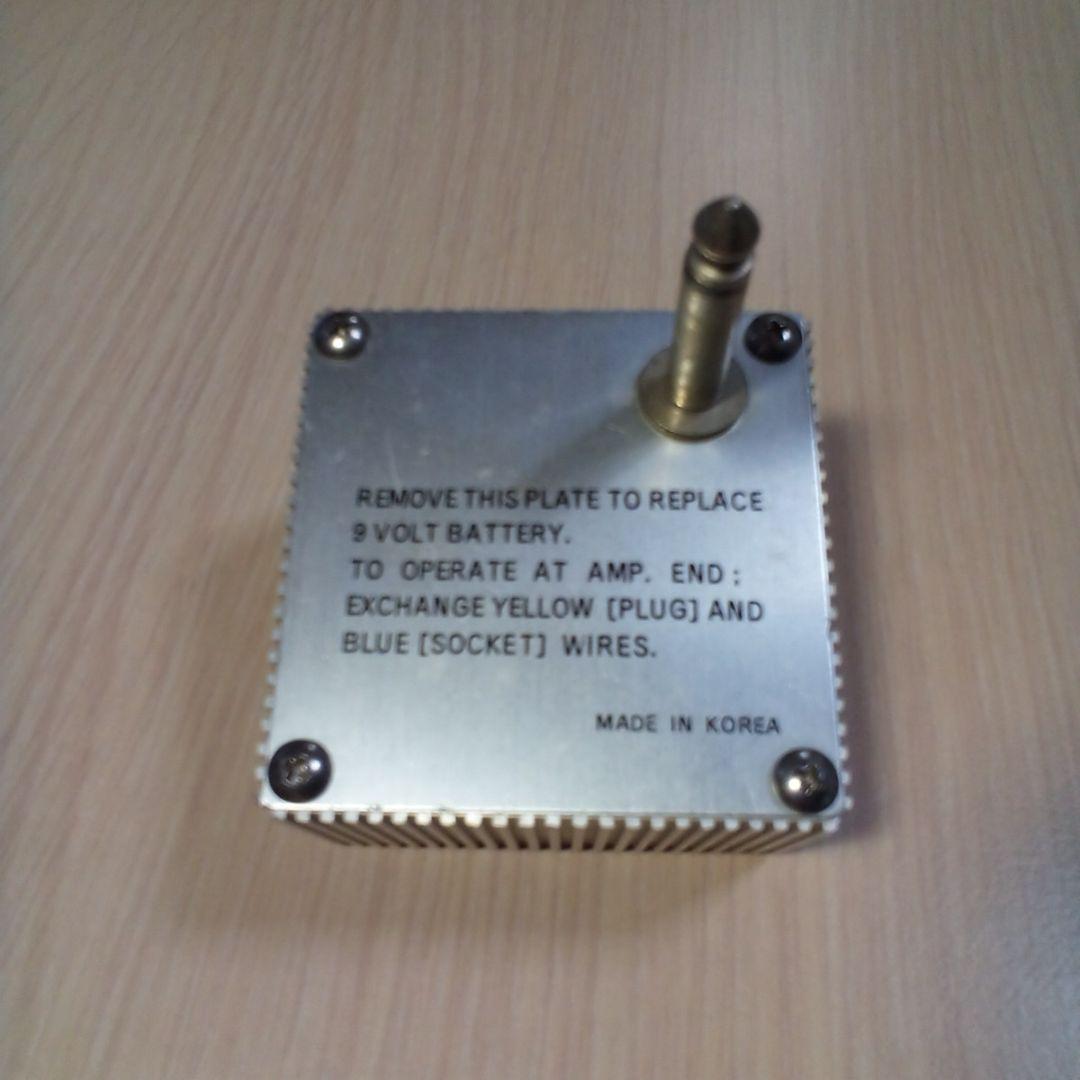 REMOVE THIS PLATE TO REPLACE
9 VOLT BATTERY.
TO OPERATE AT AMP. END :
EXCHANGE YELLOW [PLUG] AND
BLUE [SOCKET] WIRES.
MADE IN KOREA